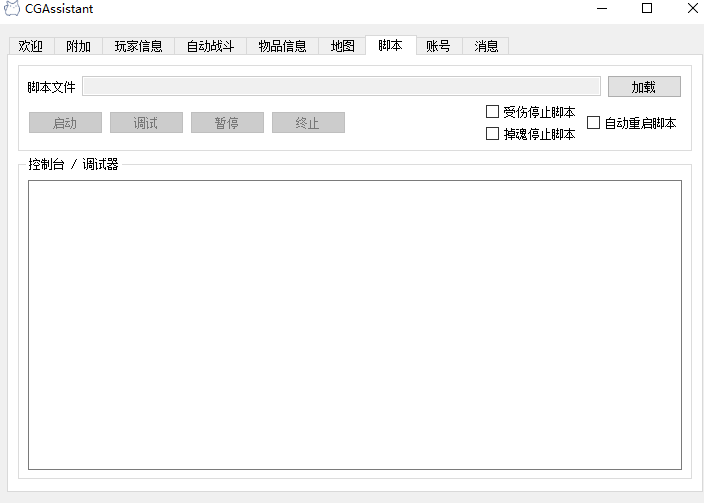 CGAssistant
欢迎 附加 玩家信息 自动战斗 物品信息 地图 脚本 账号 消息
脚本文件 加载
启动 调试 暂停 终止
受伤停止脚本
掉魂停止脚本
自动重启脚本
控制台 / 调试器